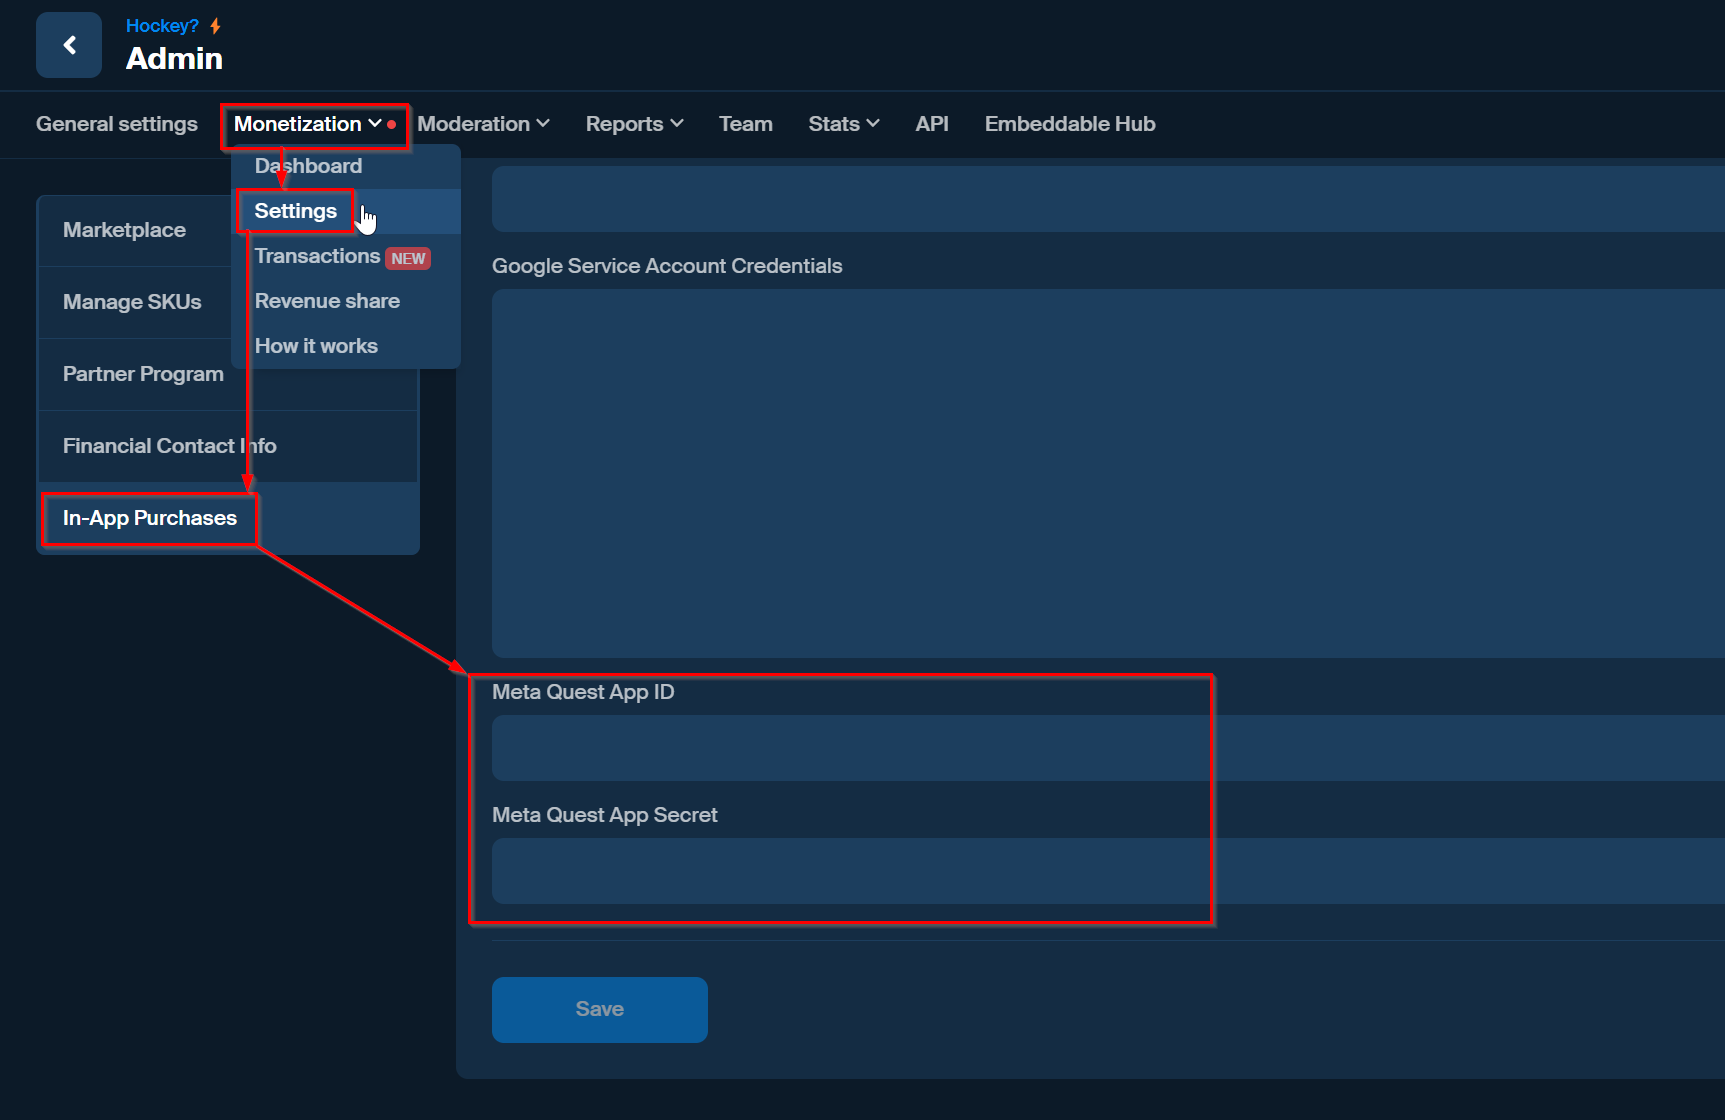 Hockey?
Admin
General settings Monetization Moderation Reports Team Stats API Embeddable Hub
Dashboard
Settings
Transactions NEW
Revenue share
How it works
Marketplace
Manage SKUs
Partner Program
Financial Contact Info
In-App Purchases
Google Service Account Credentials
Meta Quest App ID
Meta Quest App Secret
Save